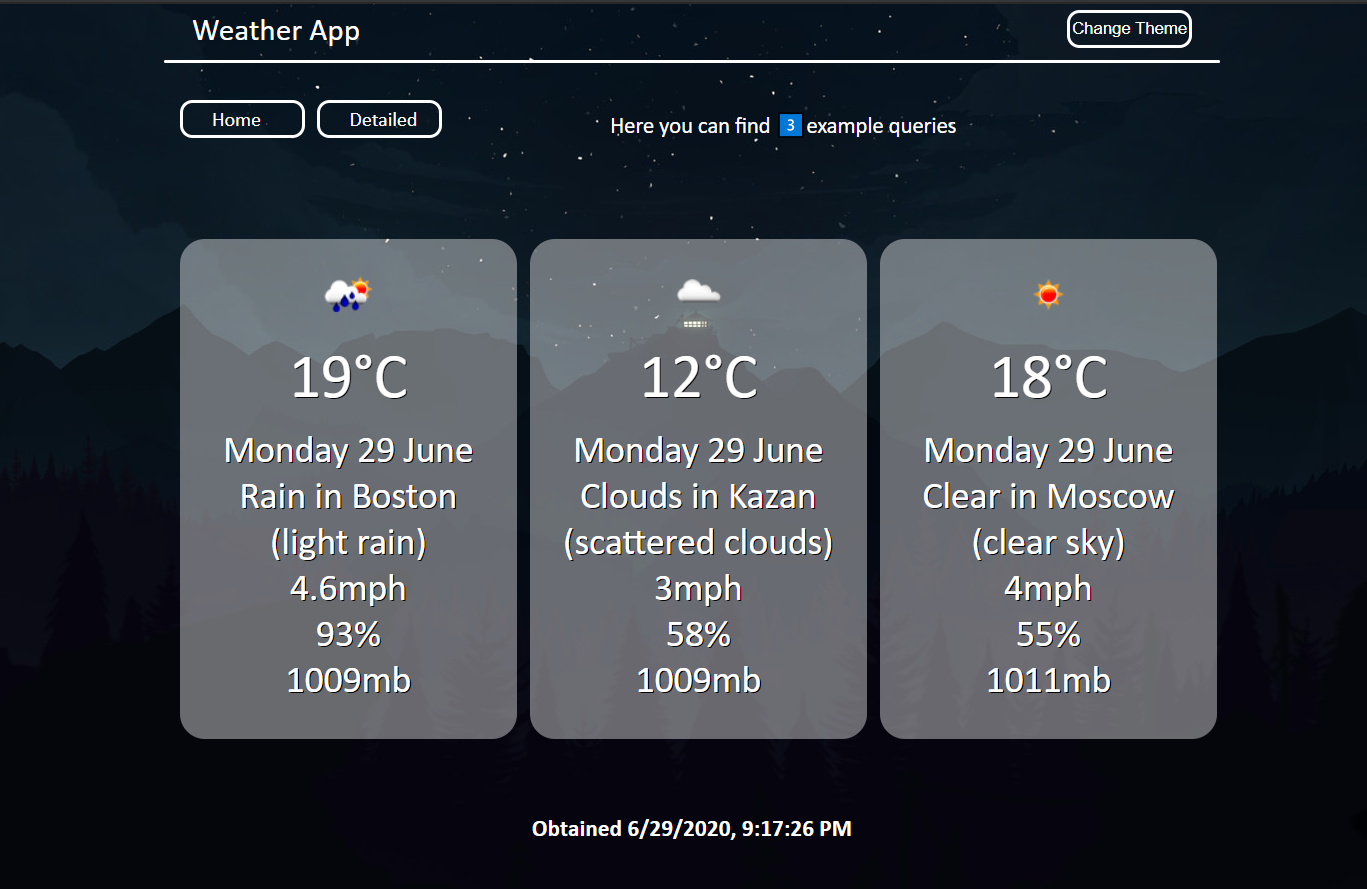 Weather App
Change Theme
Home
Detailed
Here you can find 3 example queries
19°C
Monday 29 June
Rain in Boston
(light rain)
4.6mph
93%
1009mb
12°C
Monday 29 June
Clouds in Kazan
(scattered clouds)
3mph
58%
1009mb
18°C
Monday 29 June
Clear in Moscow
(clear sky)
4mph
55%
1011mb
Obtained 6/29/2020, 9:17:26 PM